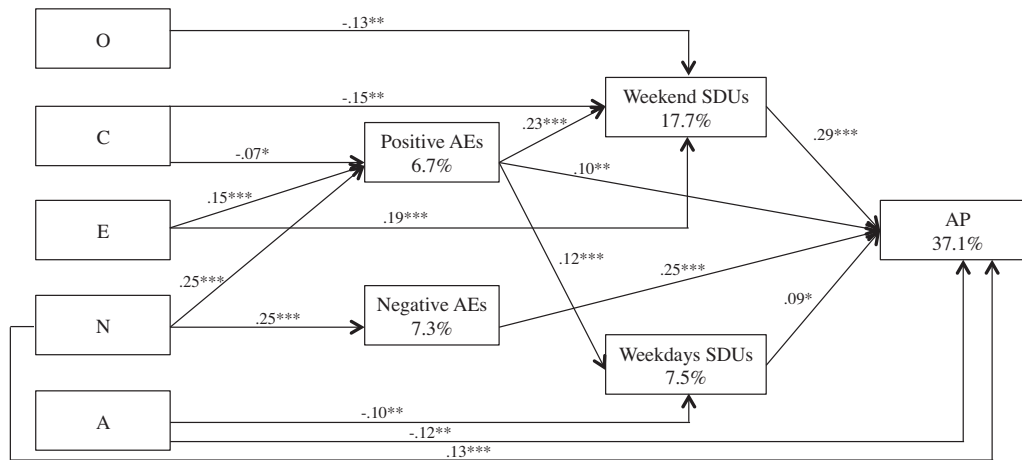 O
-.13**
C
-.15**
-.07*
Positive AEs
6.7%
.23***
Weekend SDUs
17.7%
.29***
.10**
E
.15***
.19***
AP
37.1%
.12***
.25***
N
.25***
.25***
Negative AEs
7.3%
.09*
Weekdays SDUs
7.5%
A
-.10**
-.12**
.13***